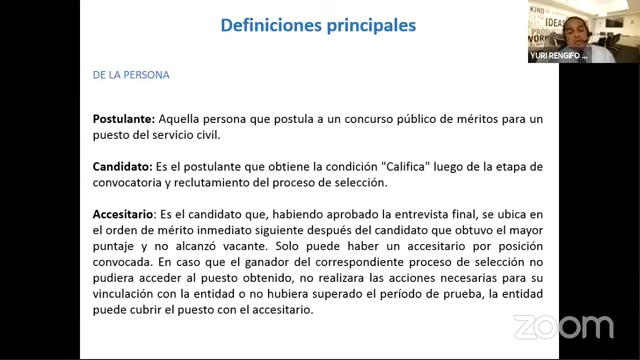 Definiciones principales
DE LA PERSONA
Postulante: Aquella persona que postula a un concurso público de méritos para un
puesto del servicio civil.
Candidato: Es el postulante que obtiene la condición "Califica" luego de la etapa de
convocatoria y reclutamiento del proceso de selección.
Accesitario: Es el candidato que, habiendo aprobado la entrevista final, se ubica en
el orden de mérito inmediato siguiente después del candidato que obtuvo el mayor
puntaje y no alcanzó vacante. Solo puede haber un accesitario por posición
convocada. En caso que el ganador del correspondiente proceso de selección no
pudiera acceder al puesto obtenido, no realizara las acciones necesarias para su
vinculación con la entidad o no hubiera superado el período de prueba, la entidad
puede cubrir el puesto con el accesitario.
KIND
IDEAS
YURI RENGIFO ...
zoom